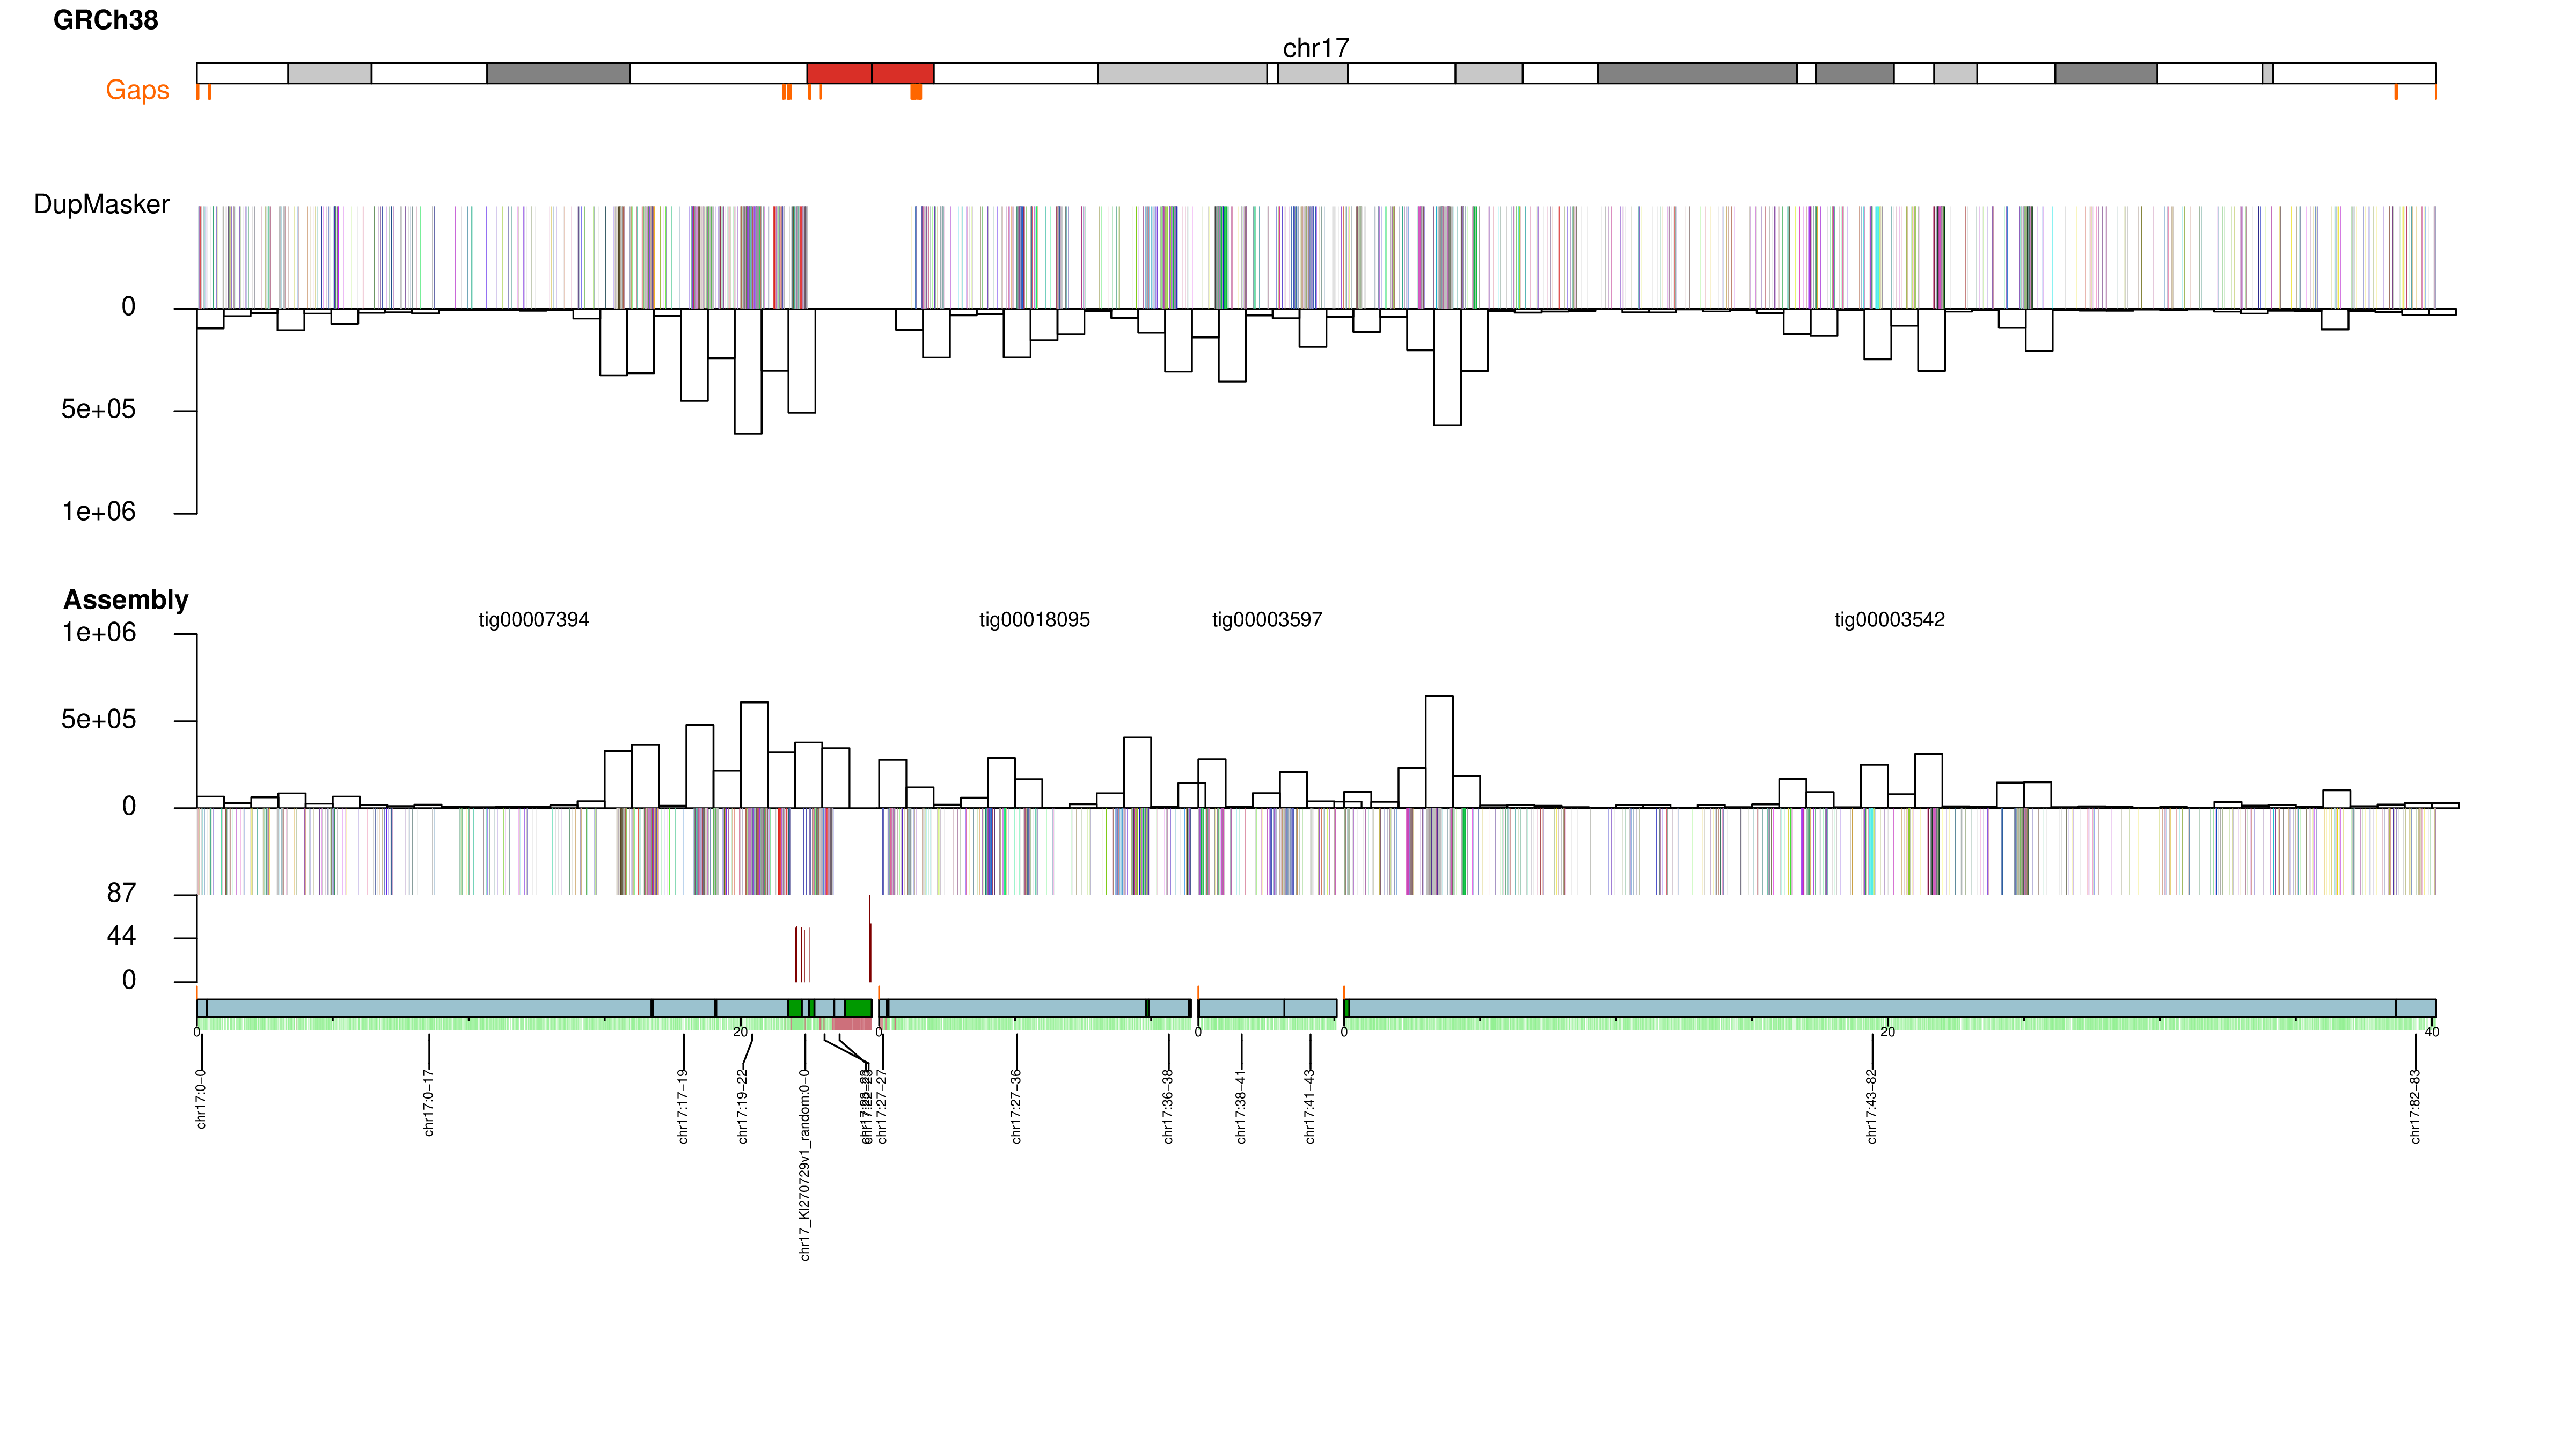 GRCh38
chr17
Gaps
DupMasker
0
5e+05
1e+06
Assembly
tig00007394 tig00018095 tig00003597 tig00003542
1e+06
5e+05
0
87
44
0
0 20 0 0 0 20 40
chr17:0−0
chr17:0−17
chr17:17−19
chr17:19−22
chr17_KI270729v1_random:0−0
chr17:27−27
chr17:27−36
chr17:36−38
chr17:38−41
chr17:41−43
chr17:43−82
chr17:82−83